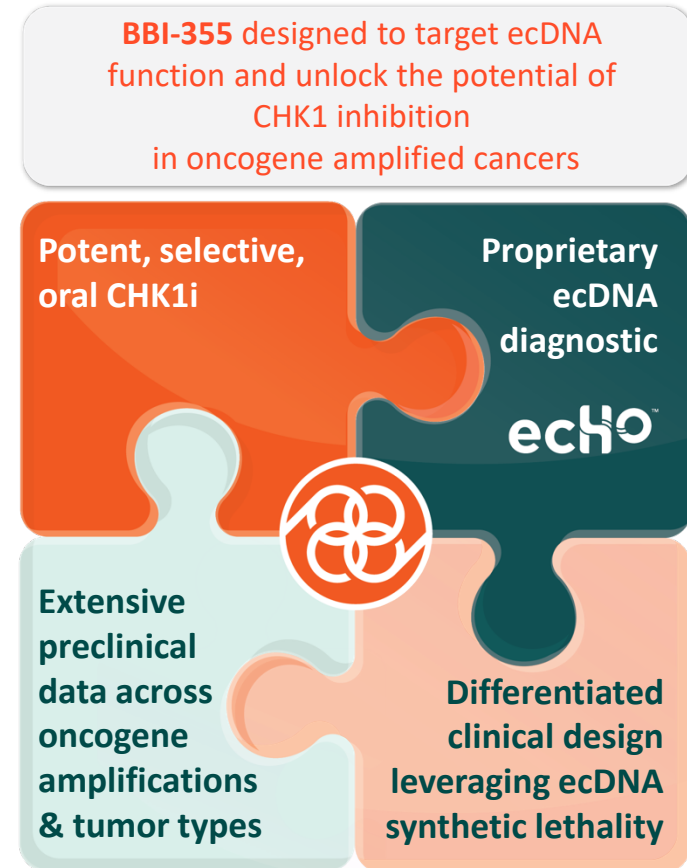 BBI-355 designed to target ecDNA
function and unlock the potential of
CHK1 inhibition
in oncogene amplified cancers
Potent, selective,
oral CHK1i
Proprietary
ecDNA
diagnostic
ecHo™
Extensive
preclinical
data across
oncogene
amplifications
& tumor types
Differentiated
clinical design
leveraging ecDNA
synthetic lethality